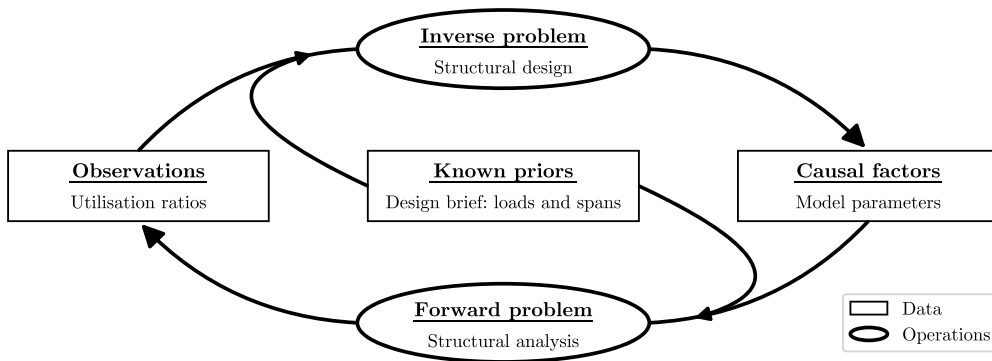 Inverse problem
Structural design
Observations
Utilisation ratios
Known priors
Design brief: loads and spans
Causal factors
Model parameters
Forward problem
Structural analysis
Data
Operations